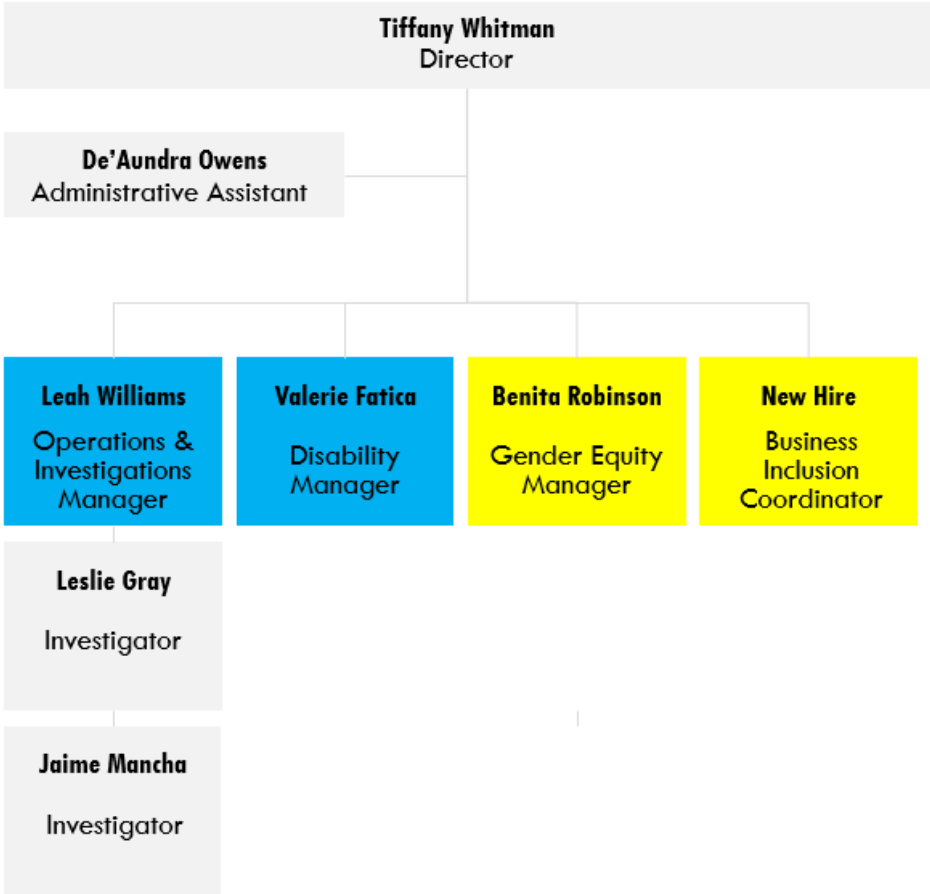 Tiffany Whitman
Director
De'Aundra Owens
Administrative Assistant
Leah Williams
Operations &
Investigations
Manager
Valerie Fatica
Disability
Manager
Benita Robinson
Gender Equity
Manager
New Hire
Business
Inclusion
Coordinator
Leslie Gray
Investigator
Jaime Mancha
Investigator